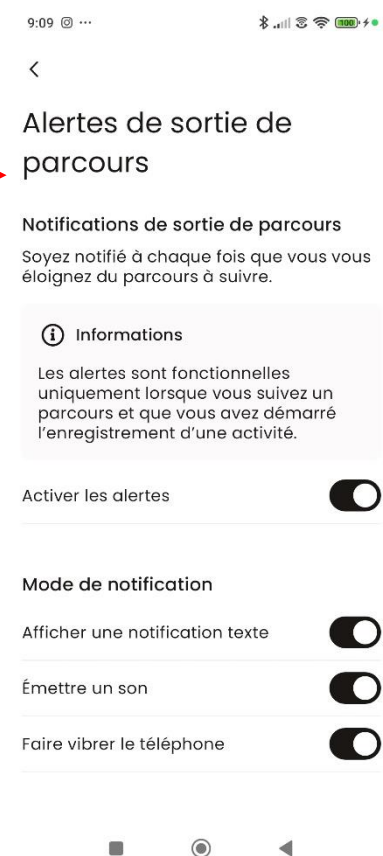 9:09
100
Alertes de sortie de
parcours
Notifications de sortie de parcours
Soyez notifié à chaque fois que vous vous
éloignez du parcours à suivre.
Informations
Les alertes sont fonctionnelles
uniquement lorsque vous suivez un
parcours et que vous avez démarré
l'enregistrement d'une activité.
Activer les alertes
Mode de notification
Afficher une notification texte
Émettre un son
Faire vibrer le téléphone